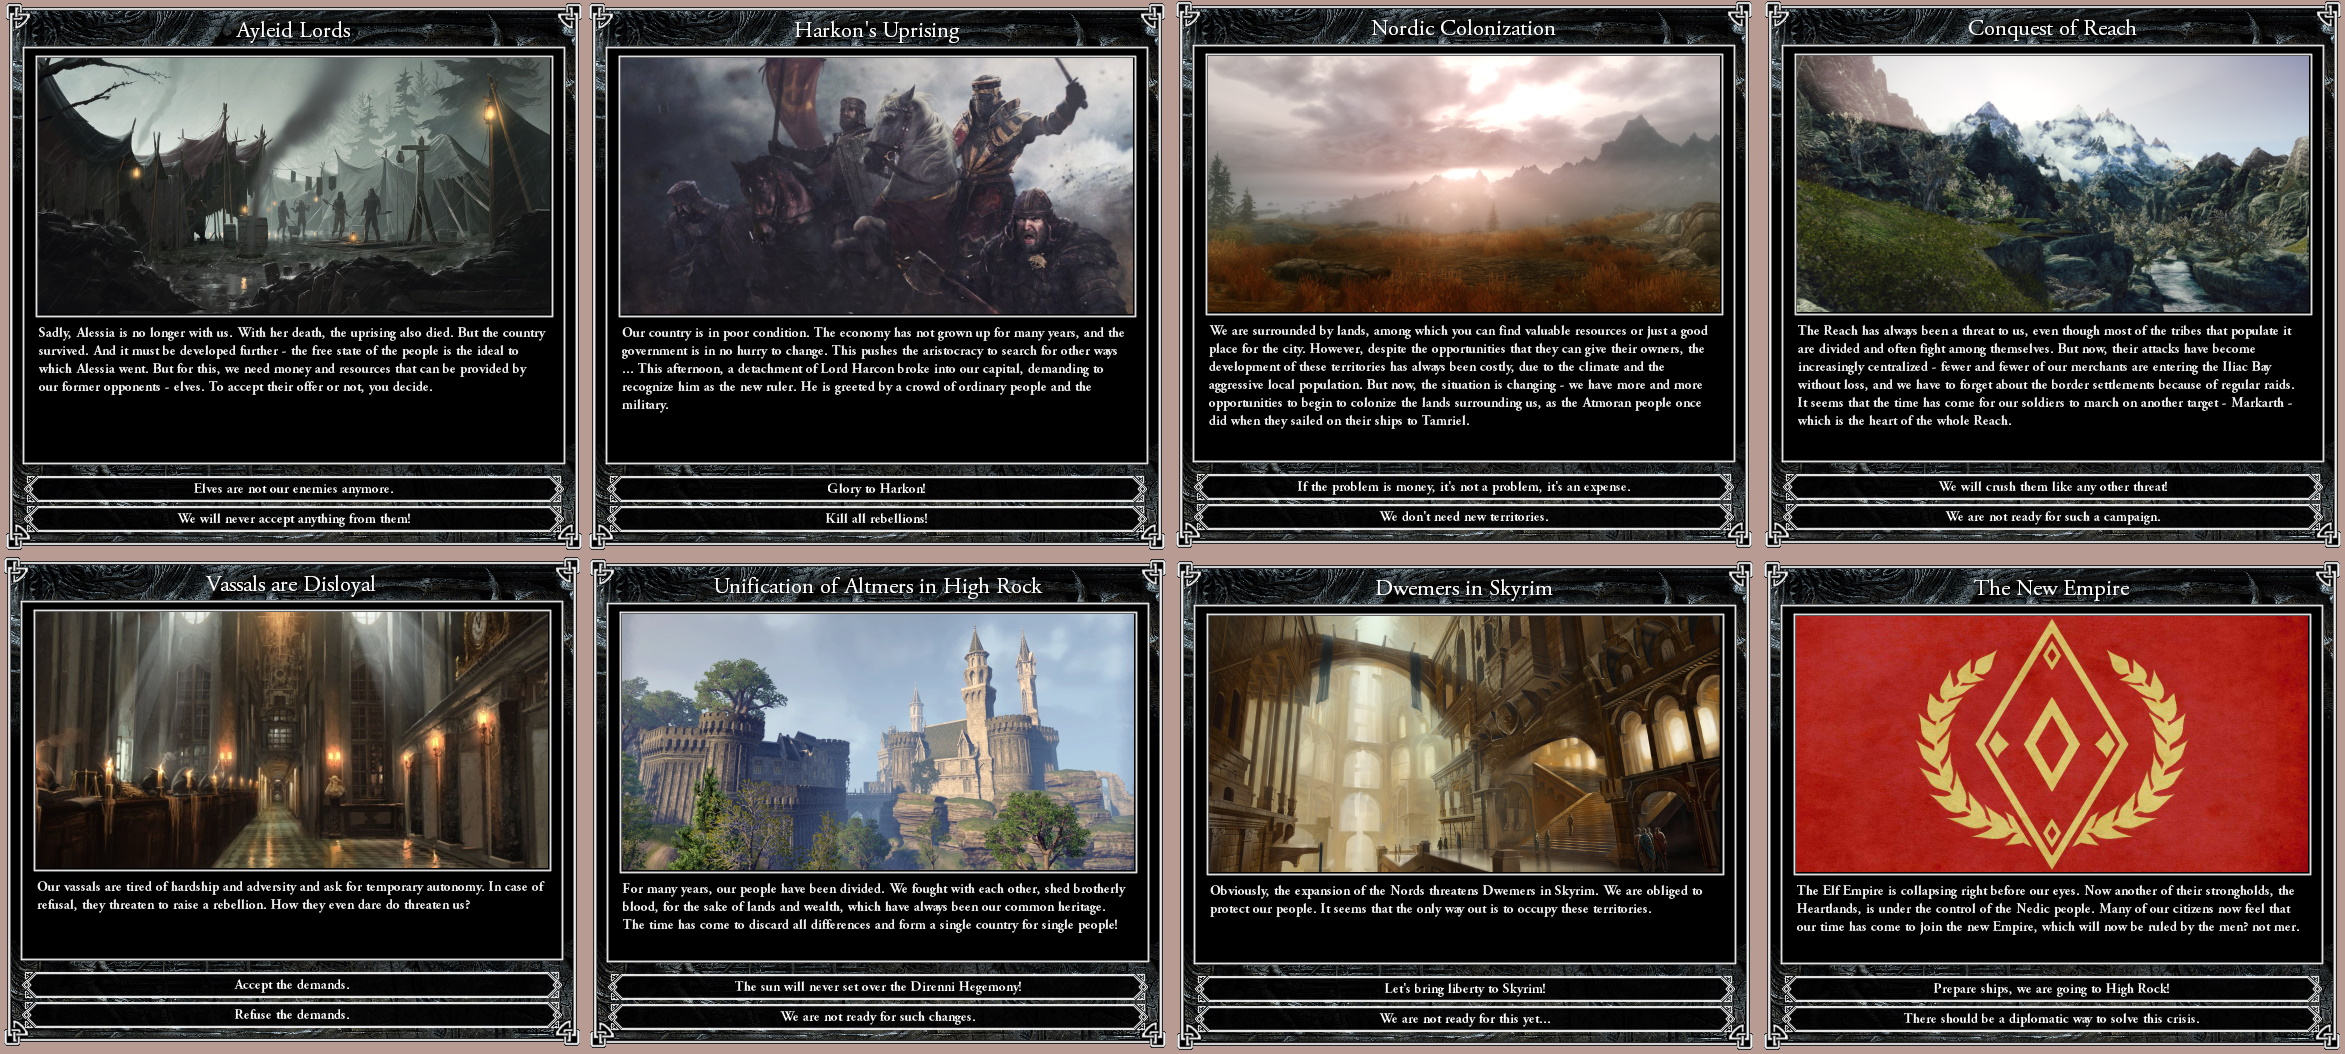 Ayleid Lords
Sadly, Alessia is no longer with us. With her death, the uprising also died. But the country
survived. And it must be developed further - the free state of the people is the ideal to
which Alessia went. But for this, we need money and resources that can be provided by
our former opponents - elves. To accept their offer or not, you decide.
Elves are not our enemies anymore.
We will never accept anything from them!
Harkon's Uprising
Our country is in poor condition. The economy has not grown up for many years, and the
government is in no hurry to change. This pushes the aristocracy to search for other ways
... This afternoon, a detachment of Lord Harcon broke into our capital, demanding to
recognize him as the new ruler. He is greeted by a crowd of ordinary people and the
military.
Glory to Harkon!
Kill all rebellions!
Nordic Colonization
We are surrounded by lands, among which you can find valuable resources or just a good
place for the city. However, despite the opportunities that they can give their owners, the
development of these territories has always been costly, due to the climate and the
aggressive local population. But now, the situation is changing - we have more and more
opportunities to begin to colonize the lands surrounding us, as the Atmoran people once
did when they sailed on their ships to Tamriel.
If the problem is money, it's not a problem, it's an expense.
We don't need new territories.
Conquest of Reach
The Reach has always been a threat to us, even though most of the tribes that populate it
are divided and often fight among themselves. But now, their attacks have become
increasingly centralized - fewer and fewer of our merchants are entering the Iliac Bay
without loss, and we have to forget about the border settlements because of regular raids.
It seems that the time has come for our soldiers to march on another target - Markarth -
which is the heart of the whole Reach.
We will crush them like any other threat!
We are not ready for such a campaign.
Vassals are Disloyal
Our vassals are tired of hardship and adversity and ask for temporary autonomy. In case of
refusal, they threaten to raise a rebellion. How they even dare do threaten us?
Accept the demands.
Refuse the demands.
Unification of Altmers in High Rock
For many years, our people have been divided. We fought with each other, shed brotherly
blood, for the sake of lands and wealth, which have always been our common heritage.
The time has come to discard all differences and form a single country for single people!
The sun will never set over the Direnni Hegemony!
We are not ready for such changes.
Dwemers in Skyrim
Obviously, the expansion of the Nords threatens Dwemers in Skyrim. We are obliged to
protect our people. It seems that the only way out is to occupy these territories.
Let's bring liberty to Skyrim!
We are not ready for this yet...
The New Empire
The Elf Empire is collapsing right before our eyes. Now another of their strongholds, the
Heartlands, is under the control of the Nedic people. Many of our citizens now feel that
our time has come to join the new Empire, which will now be ruled by the men? not mer.
Prepare ships, we are going to High Rock!
There should be a diplomatic way to solve this crisis.